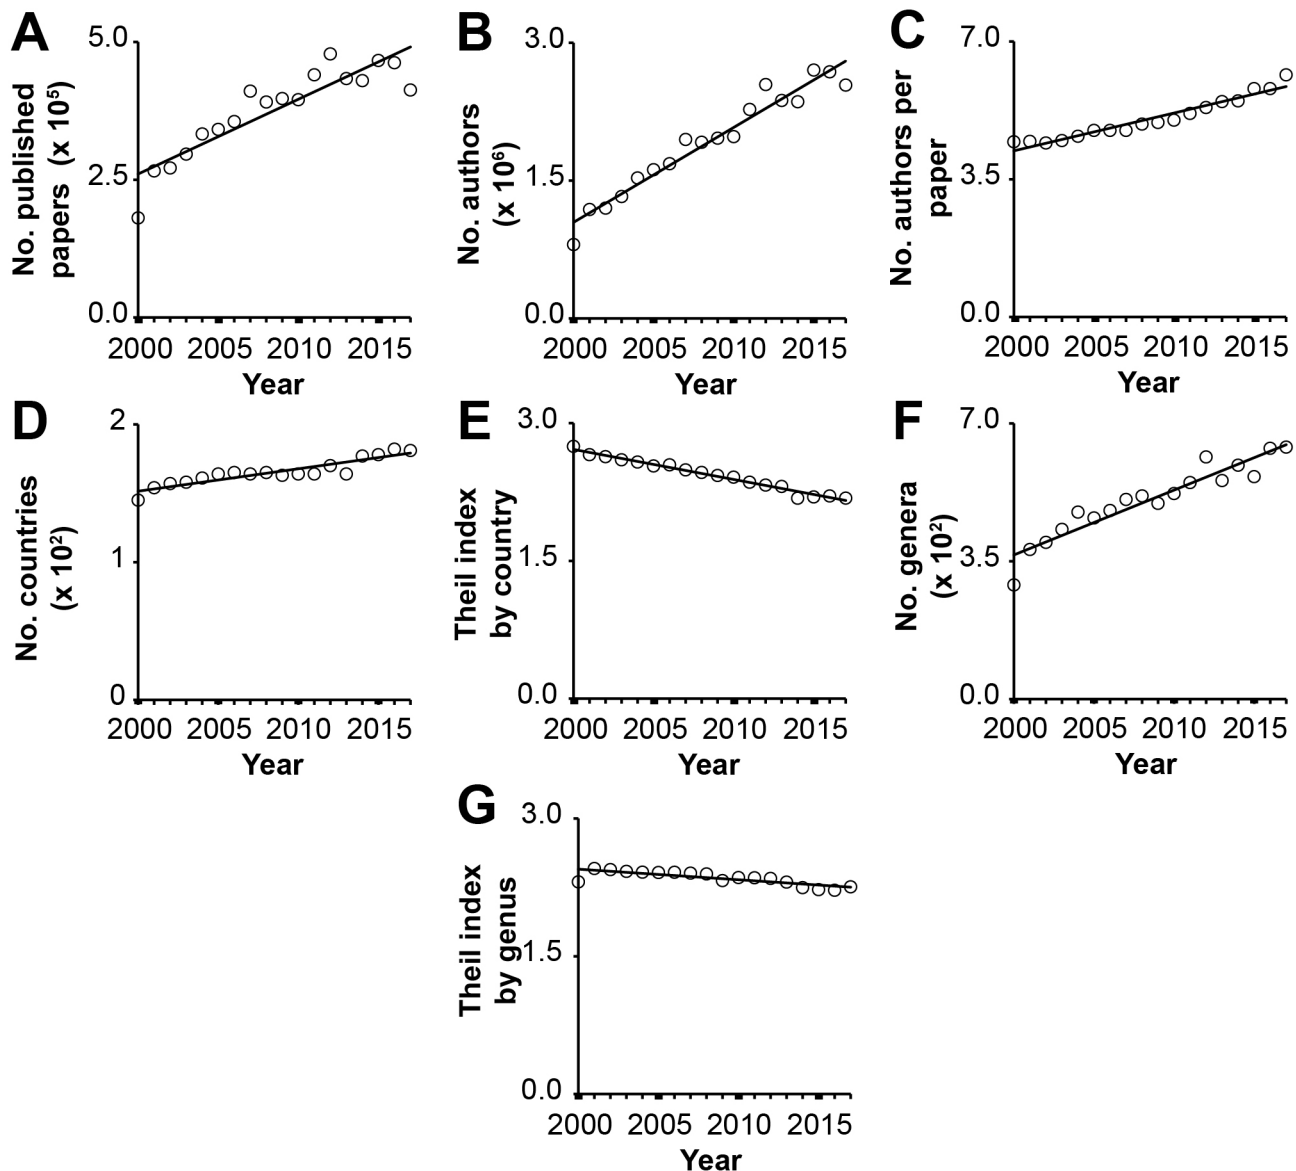 A
No. published
papers (x 10⁵)
5.0
2.5
0.0
2000 2005 2010 2015
Year
B
No. authors
(x 10⁶)
3.0
1.5
0.0
2000 2005 2010 2015
Year
C
No. authors per
paper
7.0
3.5
0.0
2000 2005 2010 2015
Year
D
No. countries
(x 10²)
2
1
0
2000 2005 2010 2015
Year
E
Theil index
by country
3.0
1.5
0.0
2000 2005 2010 2015
Year
F
No. genera
(x 10²)
7.0
3.5
0.0
2000 2005 2010 2015
Year
G
Theil index
by genus
3.0
1.5
0.0
2000 2005 2010 2015
Year